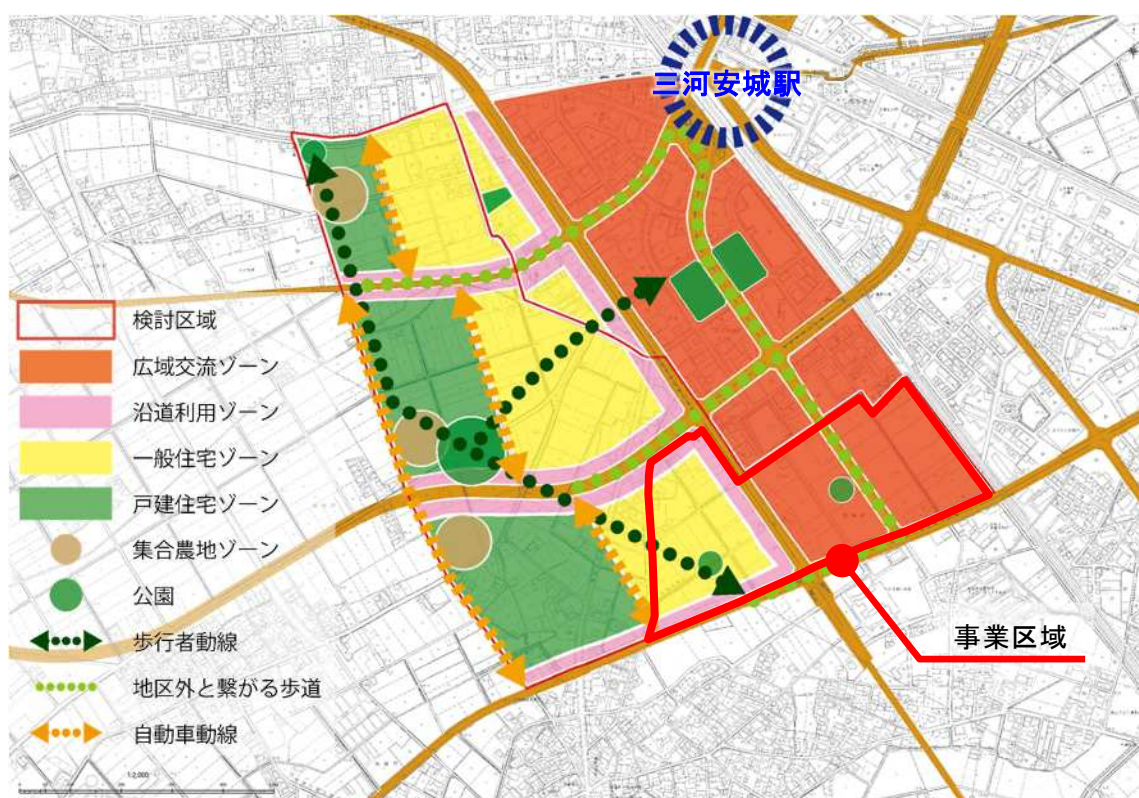 三河安城駅
検討区域
広域交流ゾーン
沿道利用ゾーン
一般住宅ゾーン
戸建住宅ゾーン
集合農地ゾーン
公園
歩行者動線
地区外と繋がる歩道
自動車動線
事業区域
1:2,000